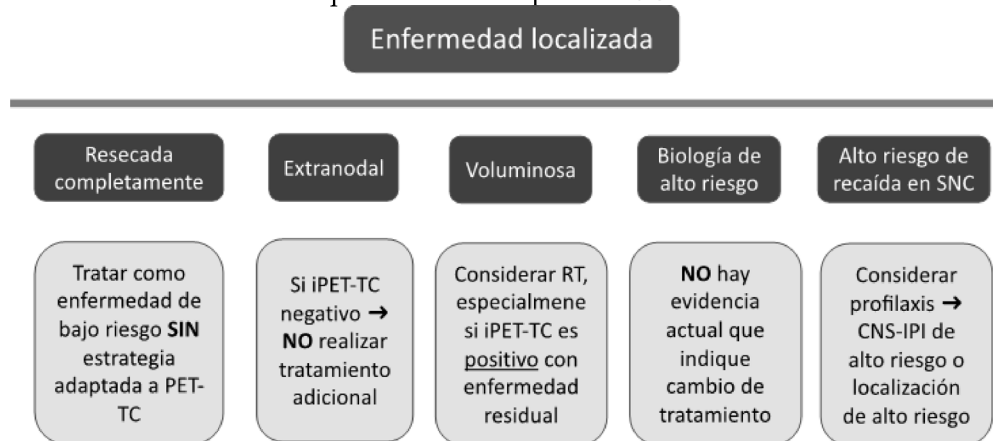 Enfermedad localizada
Resecada
completamente
Extranodal
Voluminosa
Biología de
alto riesgo
Alto riesgo de
recaída en SNC
Tratar como
enfermedad de
bajo riesgo SIN
estrategia
adaptada a PET-
TC
Si iPET-TC
negativo →
NO realizar
tratamiento
adicional
Considerar RT,
especialmene
si iPET-TC es
positivo con
enfermedad
residual
NO hay
evidencia
actual que
indique
cambio de
tratamiento
Considerar
profilaxis →
CNS-IPI de
alto riesgo o
localización
de alto riesgo